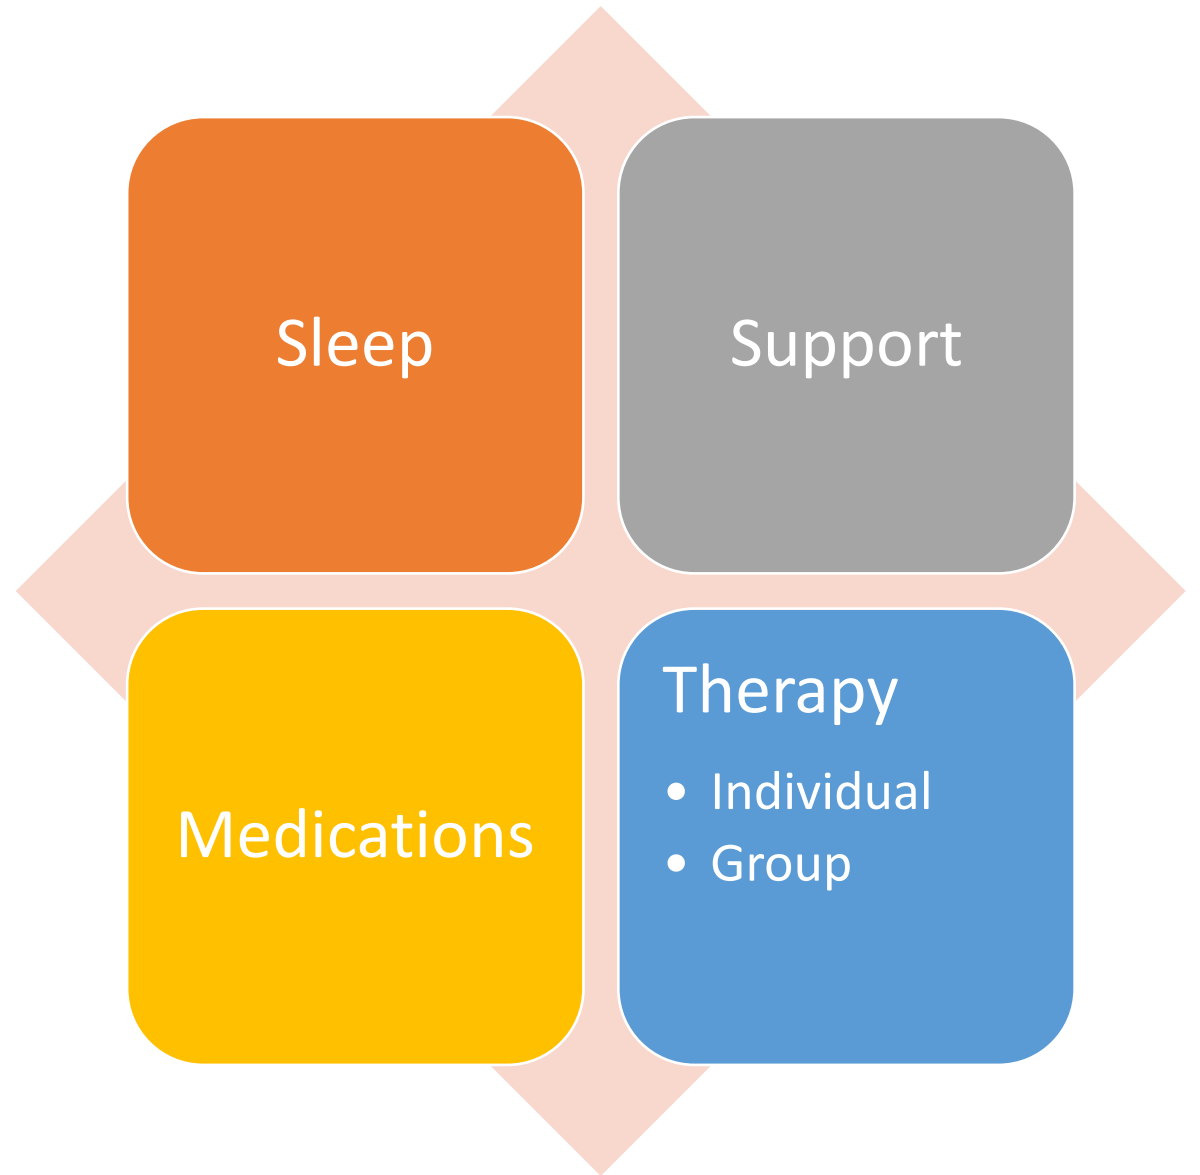 Sleep
Support
Medications
Therapy
• Individual
• Group